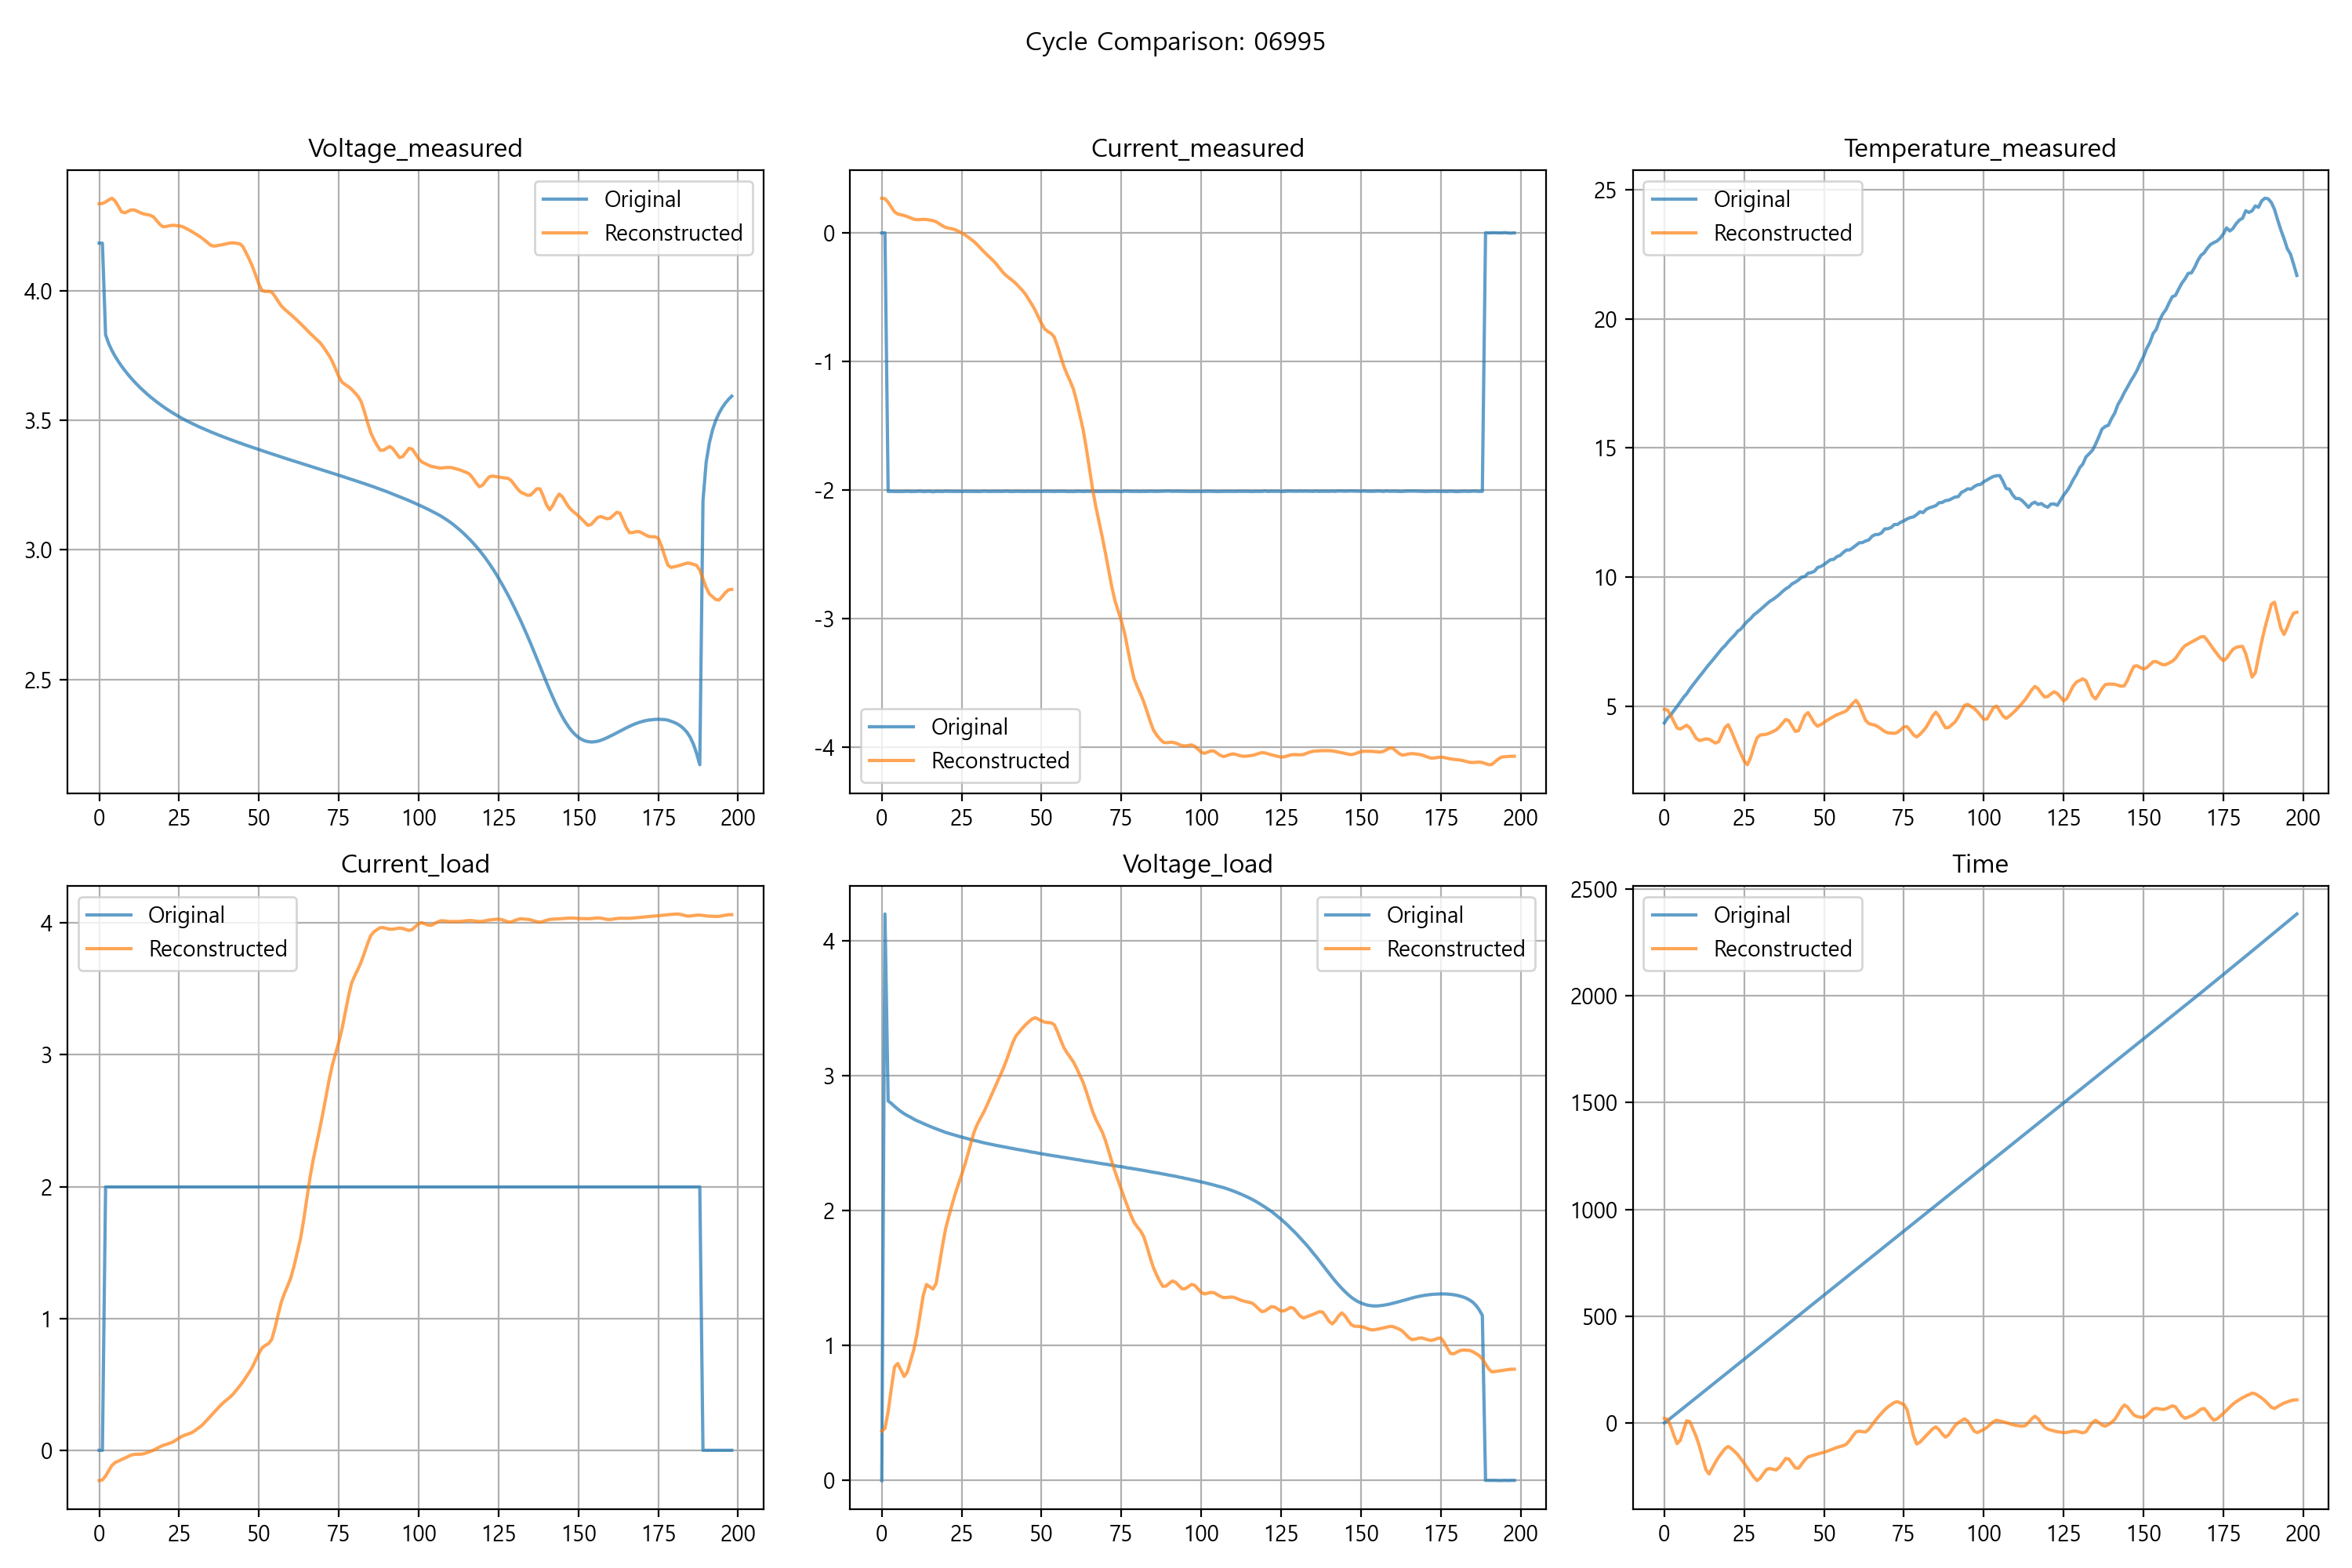 Cycle Comparison: 06995
Voltage_measured
Original
Reconstructed
4.0
3.5
3.0
2.5
0 25 50 75 100 125 150 175 200
Current_measured
0
-1
-2
-3
-4
Original
Reconstructed
0 25 50 75 100 125 150 175 200
Temperature_measured
Original
Reconstructed
25
20
15
10
5
0 25 50 75 100 125 150 175 200
Current_load
Original
Reconstructed
4
3
2
1
0
0 25 50 75 100 125 150 175 200
Voltage_load
Original
Reconstructed
4
3
2
1
0
0 25 50 75 100 125 150 175 200
Time
Original
Reconstructed
2500
2000
1500
1000
500
0
0 25 50 75 100 125 150 175 200